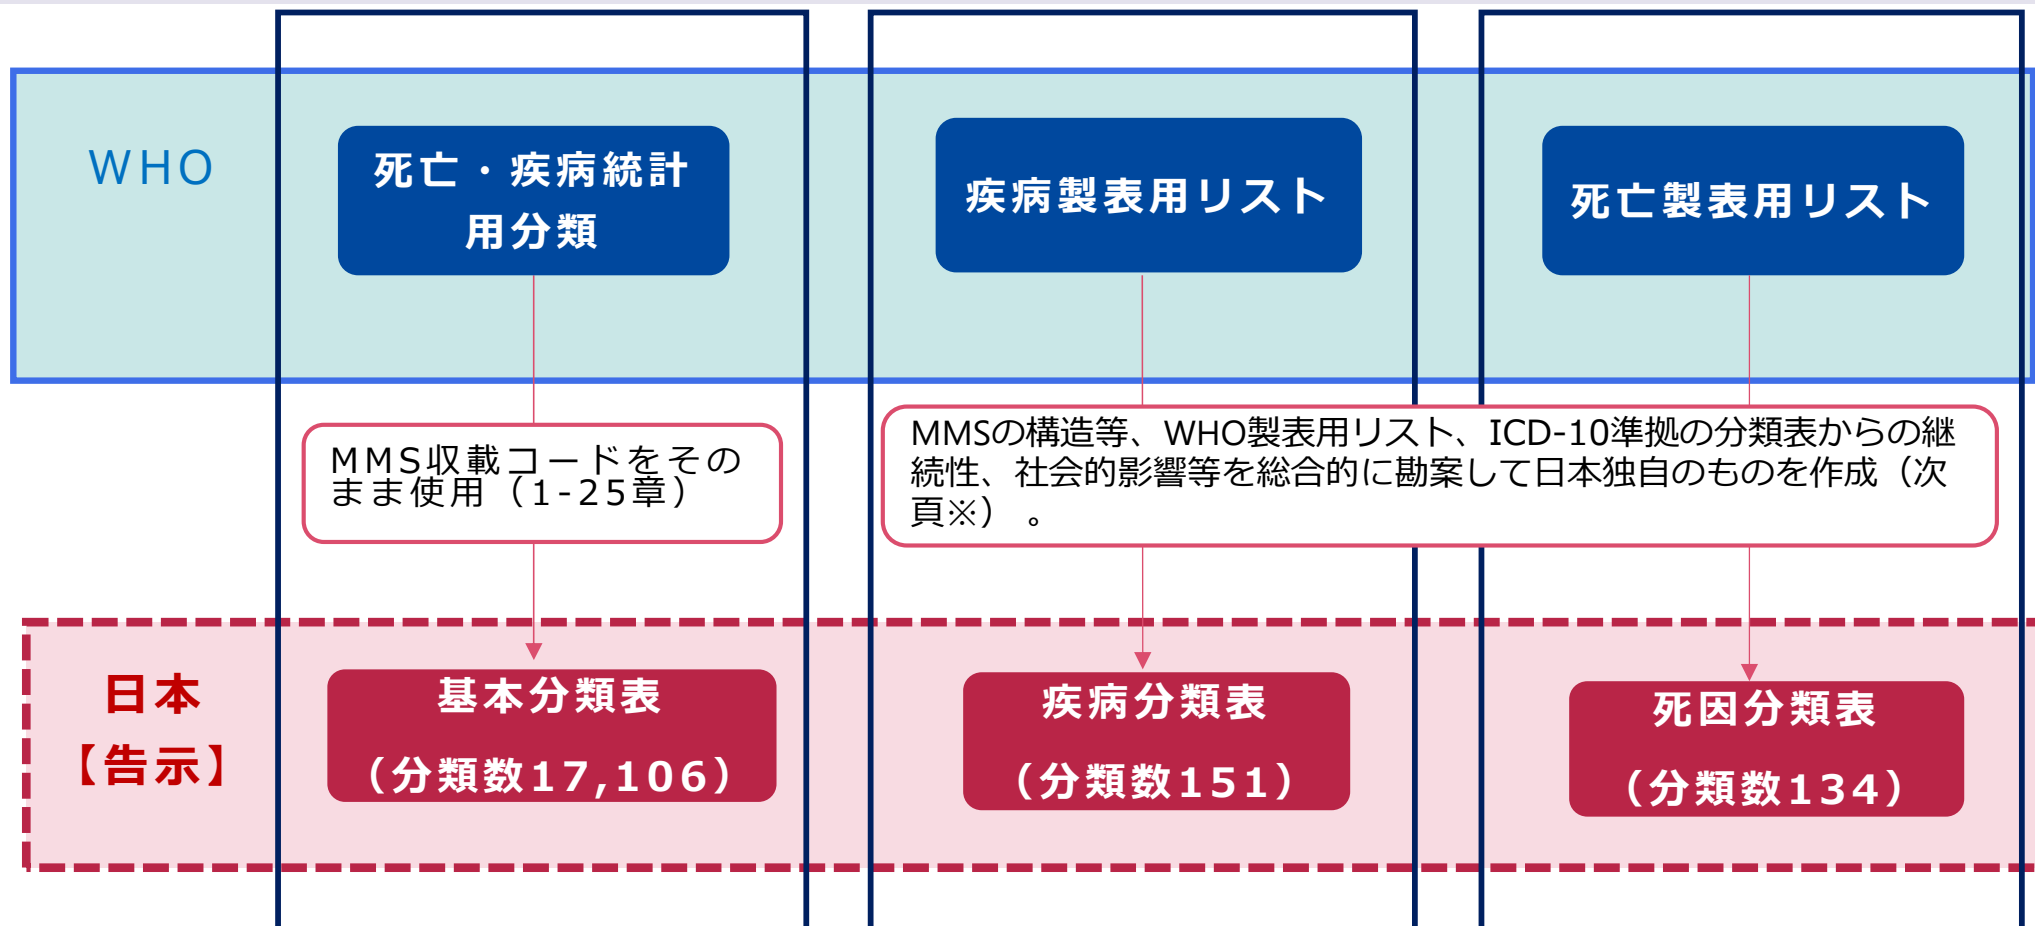 WHO
死亡・疾病統計
用分類
疾病製表用リスト
死亡製表用リスト
MMS収載コードをその
まま使用（1-25章）
MMSの構造等、WHO製表用リスト、ICD-10準拠の分類表からの継
続性、社会的影響等を総合的に勘案して日本独自のものを作成（次
頁※） 。
日本
【告示】
基本分類表
（分類数17,106）
疾病分類表
（分類数151）
死因分類表
（分類数134）